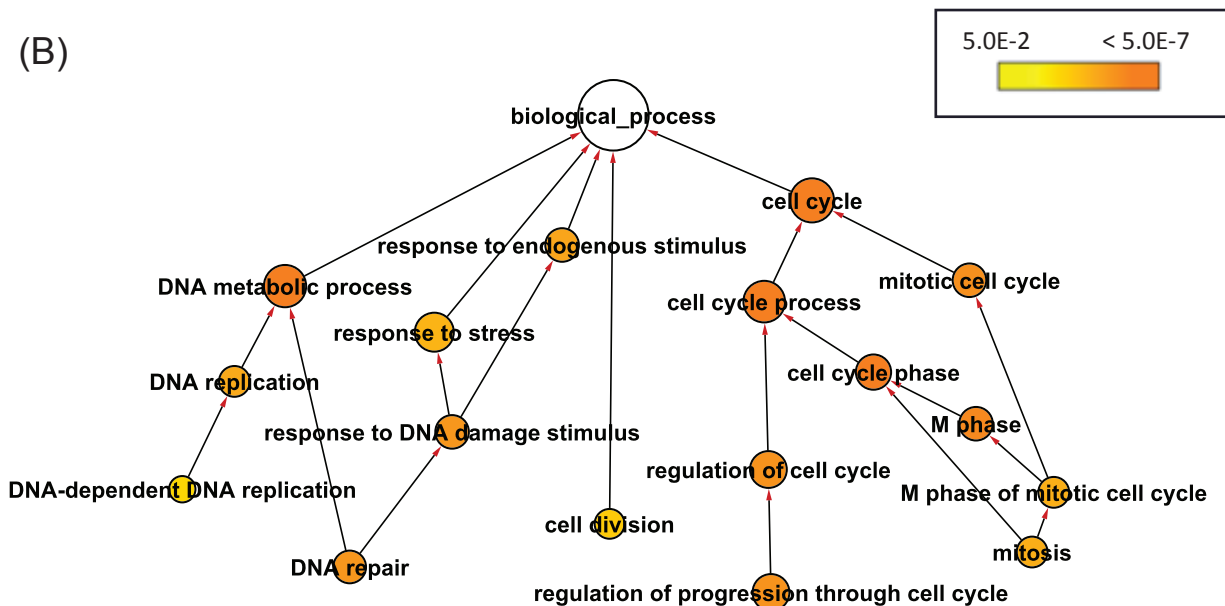 (B)
5.0E-2 < 5.0E-7
biological_process
cell cycle
response to endogenous stimulus
DNA metabolic process
mitotic cell cycle
cell cycle process
response to stress
cell cycle phase
DNA replication
M phase
response to DNA damage stimulus
regulation of cell cycle
DNA-dependent DNA replication
M phase of mitotic cell cycle
cell division
mitosis
DNA repair
regulation of progression through cell cycle